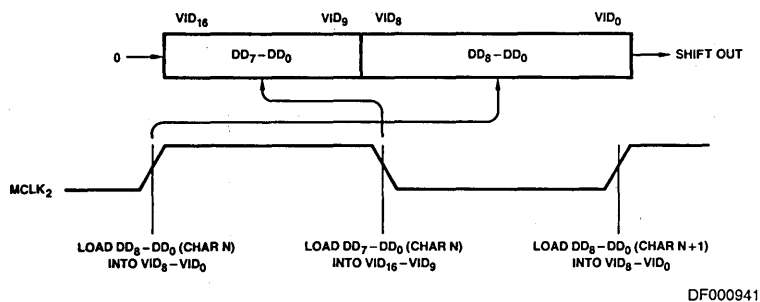 VID16 VID9 VID8 VID0
0 DD7–DD0 DD8–DD0 SHIFT OUT
MCLK2
LOAD DD8–DD0 (CHAR N)
INTO VID8–VID0
LOAD DD7–DD0 (CHAR N)
INTO VID16–VID9
LOAD DD8–DD0 (CHAR N+1)
INTO VID8–VID0
DF000941